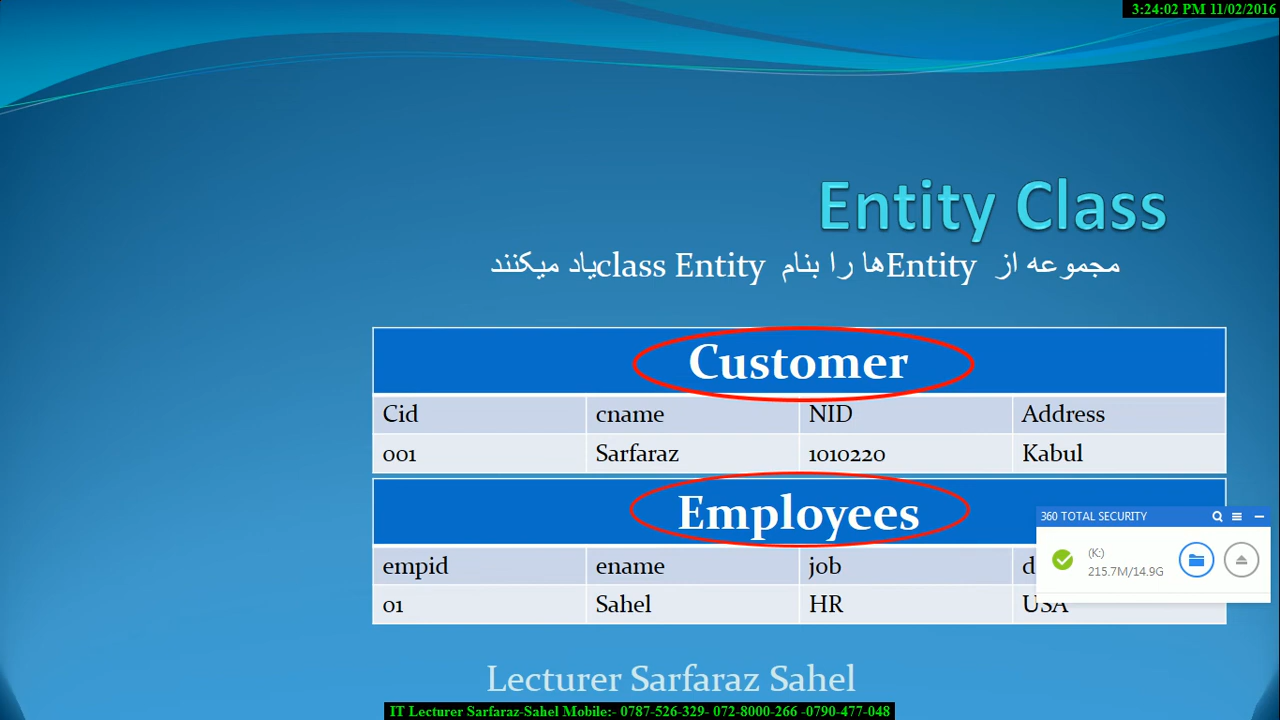 3:24:02 PM 11/02/2016
Entity Class
مجموعه از Entityها را بنام class Entityیاد میکنند
Customer
Cid cname NID Address
001 Sarfaraz 1010220 Kabul
Employees
empid ename job d
01 Sahel HR USA
360 TOTAL SECURITY
(K:)
215.7M/14.9G
Lecturer Sarfaraz Sahel
IT Lecturer Sarfaraz-Sahel Mobile:- 0787-526-329- 072-8000-266 -0790-477-048